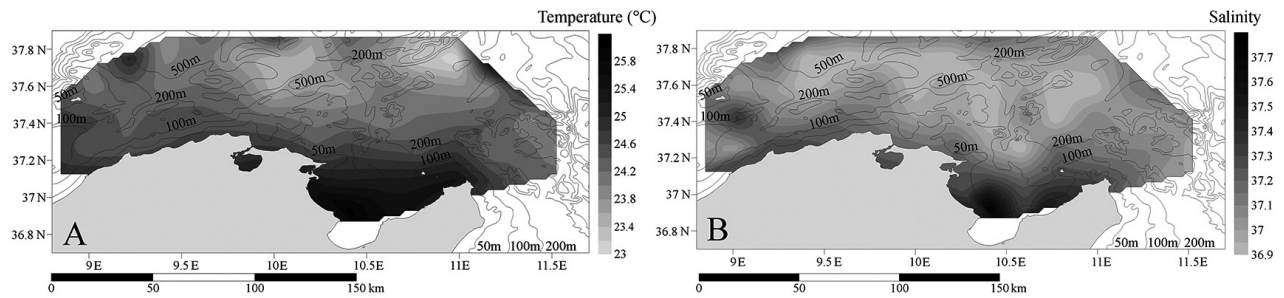 Temperature (°C)
37.8 N
37.6 N
37.4 N
37.2 N
37 N
36.8 N
500m
200m
50m
200m
500m
100m
100m
50m
200m
100m
A
50m 100m 200m
25.8
25.4
25
24.6
24.2
23.8
23.4
23
9 E
9.5 E
10 E
10.5 E
11 E
11.5 E
0
50
100
150 km
Salinity
37.8 N
37.6 N
37.4 N
37.2 N
37 N
36.8 N
500m
200m
50m
200m
500m
100m
100m
50m
200m
100m
B
50m 100m 200m
37.7
37.6
37.5
37.4
37.3
37.2
37.1
37
36.9
9 E
9.5 E
10 E
10.5 E
11 E
11.5 E
0
50
100
150 km